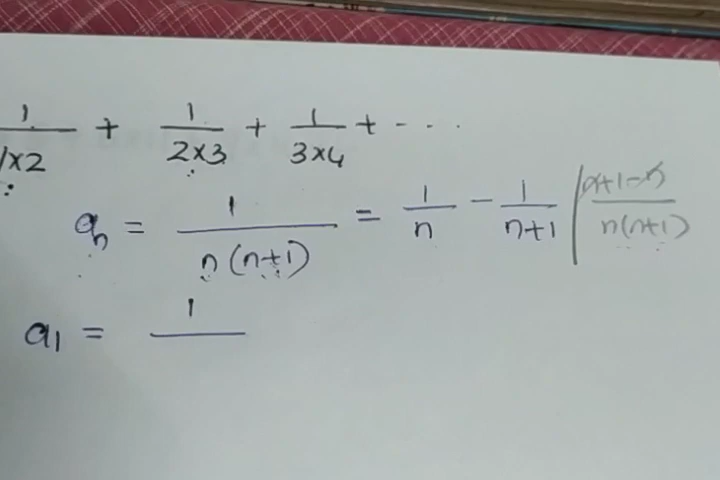 1/1×2 + 1/2×3 + 1/3×4 + - - -
aₙ = 1/n(n+1) = 1/n - 1/n+1 | n+1-n/n(n+1)
a₁ = 1/